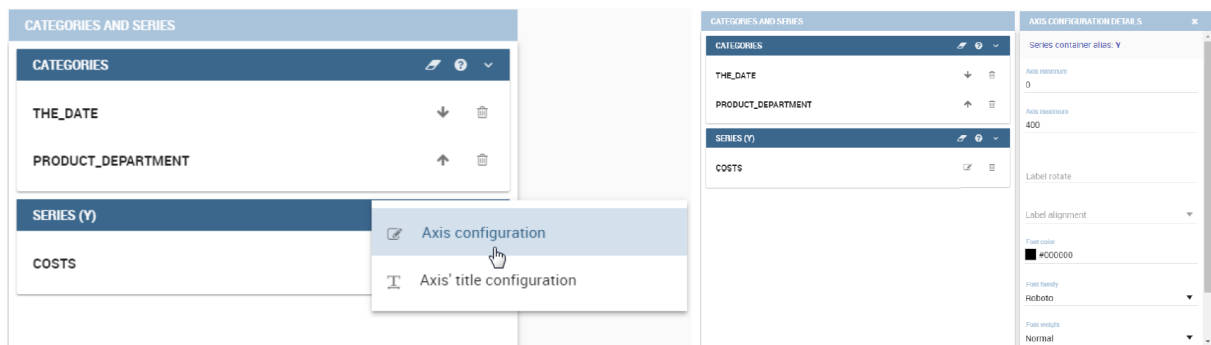 CATEGORIES AND SERIES
CATEGORIES
THE_DATE
PRODUCT_DEPARTMENT
SERIES (Y)
COSTS
Axis configuration
Axis' title configuration
CATEGORIES AND SERIES
CATEGORIES
THE_DATE
PRODUCT_DEPARTMENT
SERIES (Y)
COSTS
AXIS CONFIGURATION DETAILS
Series container alias: Y
Axis minimum
0
Axis maximum
400
Label rotate
Label alignment
Font color
#000000
Font family
Roboto
Font weight
Normal